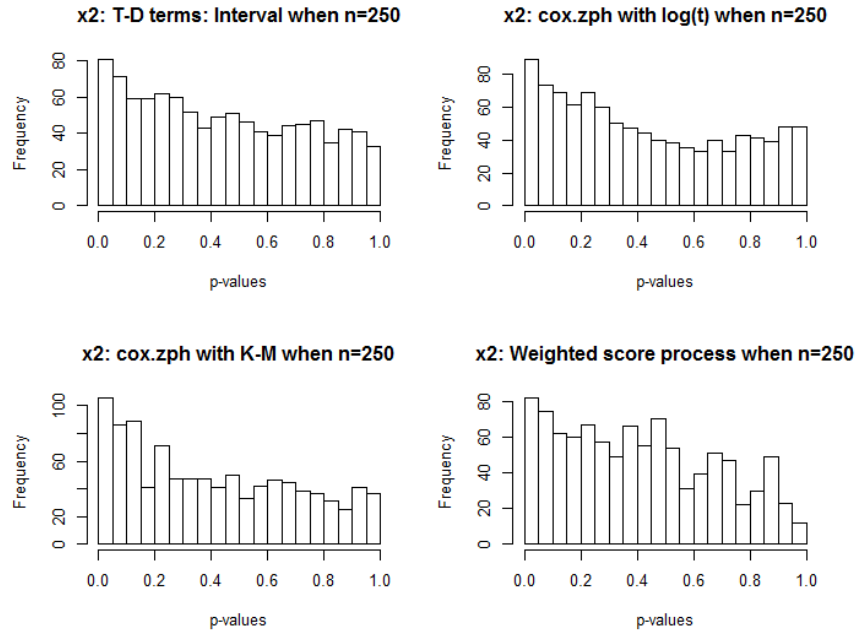 x2: T-D terms: Interval when n=250
Frequency
0 20 40 60 80
0.0 0.2 0.4 0.6 0.8 1.0
p-values
x2: cox.zph with log(t) when n=250
Frequency
0 20 40 60 80
0.0 0.2 0.4 0.6 0.8 1.0
p-values
x2: cox.zph with K-M when n=250
Frequency
0 20 60 100
0.0 0.2 0.4 0.6 0.8 1.0
p-values
x2: Weighted score process when n=250
Frequency
0 20 40 60 80
0.0 0.2 0.4 0.6 0.8 1.0
p-values